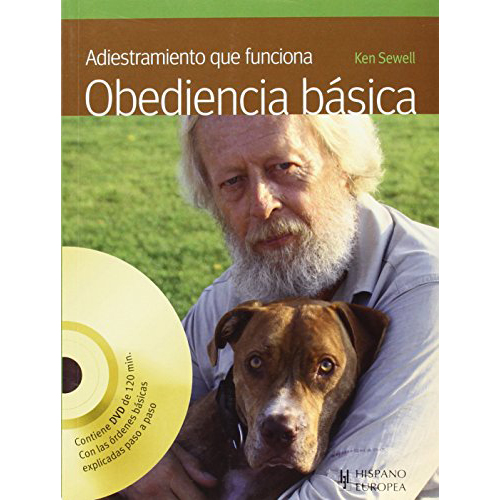 Adiestramiento que funciona
Ken Sewell
Obediencia básica
Contiene DVD de 120 min.
Con las órdenes básicas
explicadas paso a paso
HISPANO
EUROPEA